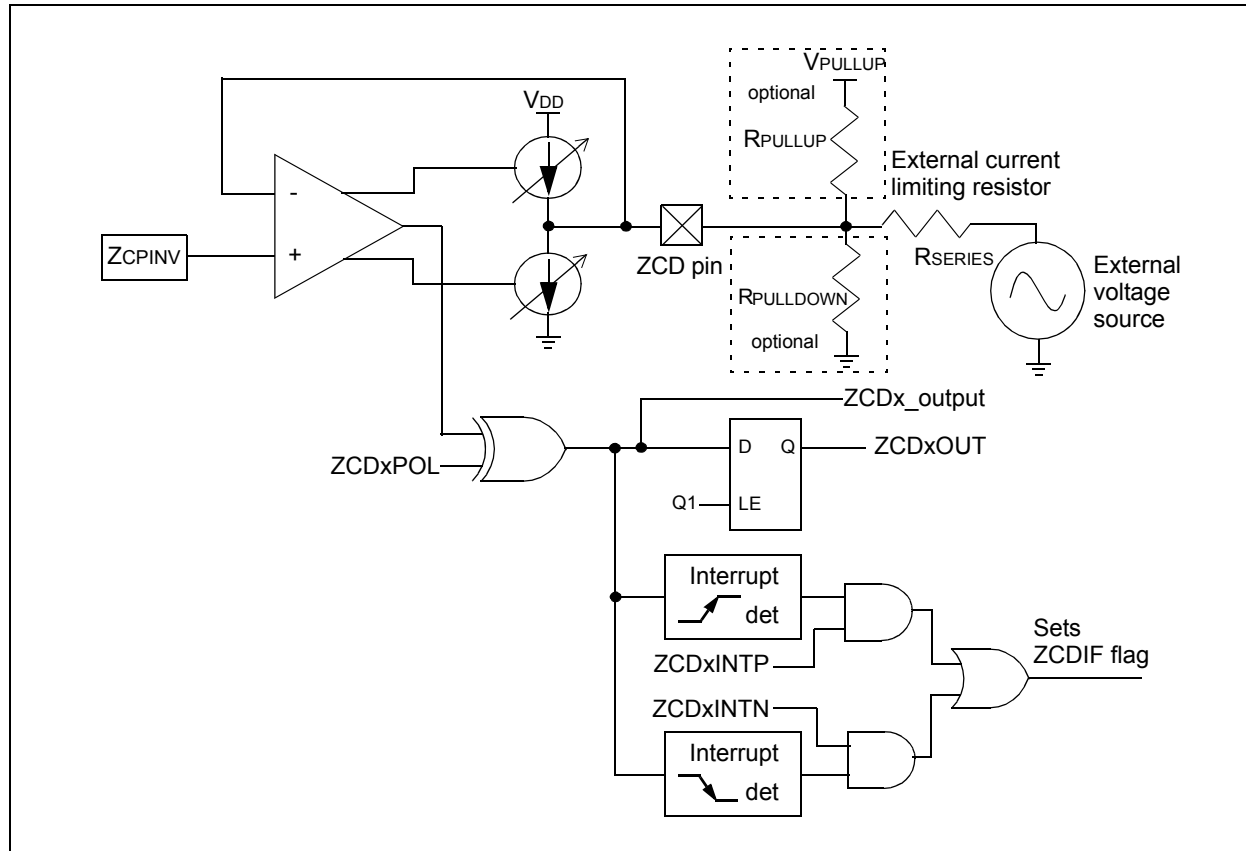 VPULLUP
optional
RPULLUP
VDD
External current
limiting resistor
-
+
ZCPINV
ZCD pin
RSERIES
RPULLDOWN
optional
External
voltage
source
ZCDx_output
ZCDxPOL
D
Q
ZCDxOUT
Q1
LE
Interrupt
det
ZCDxINTP
Sets
ZCDIF flag
ZCDxINTN
Interrupt
det